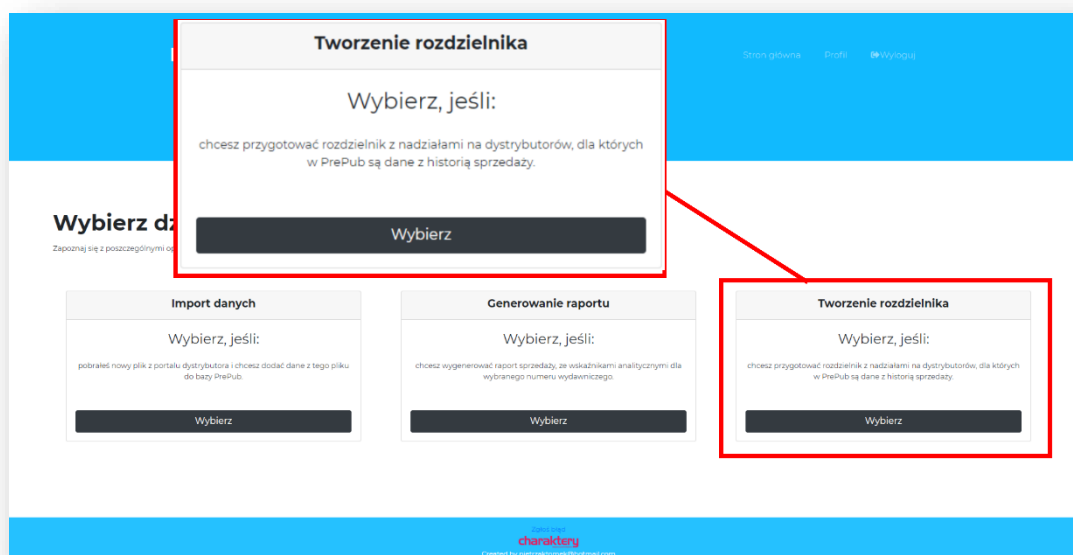 Tworzenie rozdzielnika
Wybierz, jeśli:
chcesz przygotować rozdzielnik z nadziałami na dystrybutorów, dla których
w PrePub są dane z historią sprzedaży.
Wybierz
Stron główna Profil Wyloguj
Wybierz
Zapoznaj się z poszczególnymi
Import danych
Wybierz, jeśli:
pobrałeś nowy plik z portalu dystrybutora i chcesz dodać dane z tego pliku
do bazy PrePub.
Wybierz
Generowanie raportu
Wybierz, jeśli:
chcesz wygenerować raport sprzedaży, ze wskaźnikami analitycznymi dla
wybranego numeru wydawniczego.
Wybierz
Tworzenie rozdzielnika
Wybierz, jeśli:
chcesz przygotować rozdzielnik z nadziałami na dystrybutorów, dla których
w PrePub są dane z historią sprzedaży.
Wybierz
Zgłoś błąd
charaktery
Created by